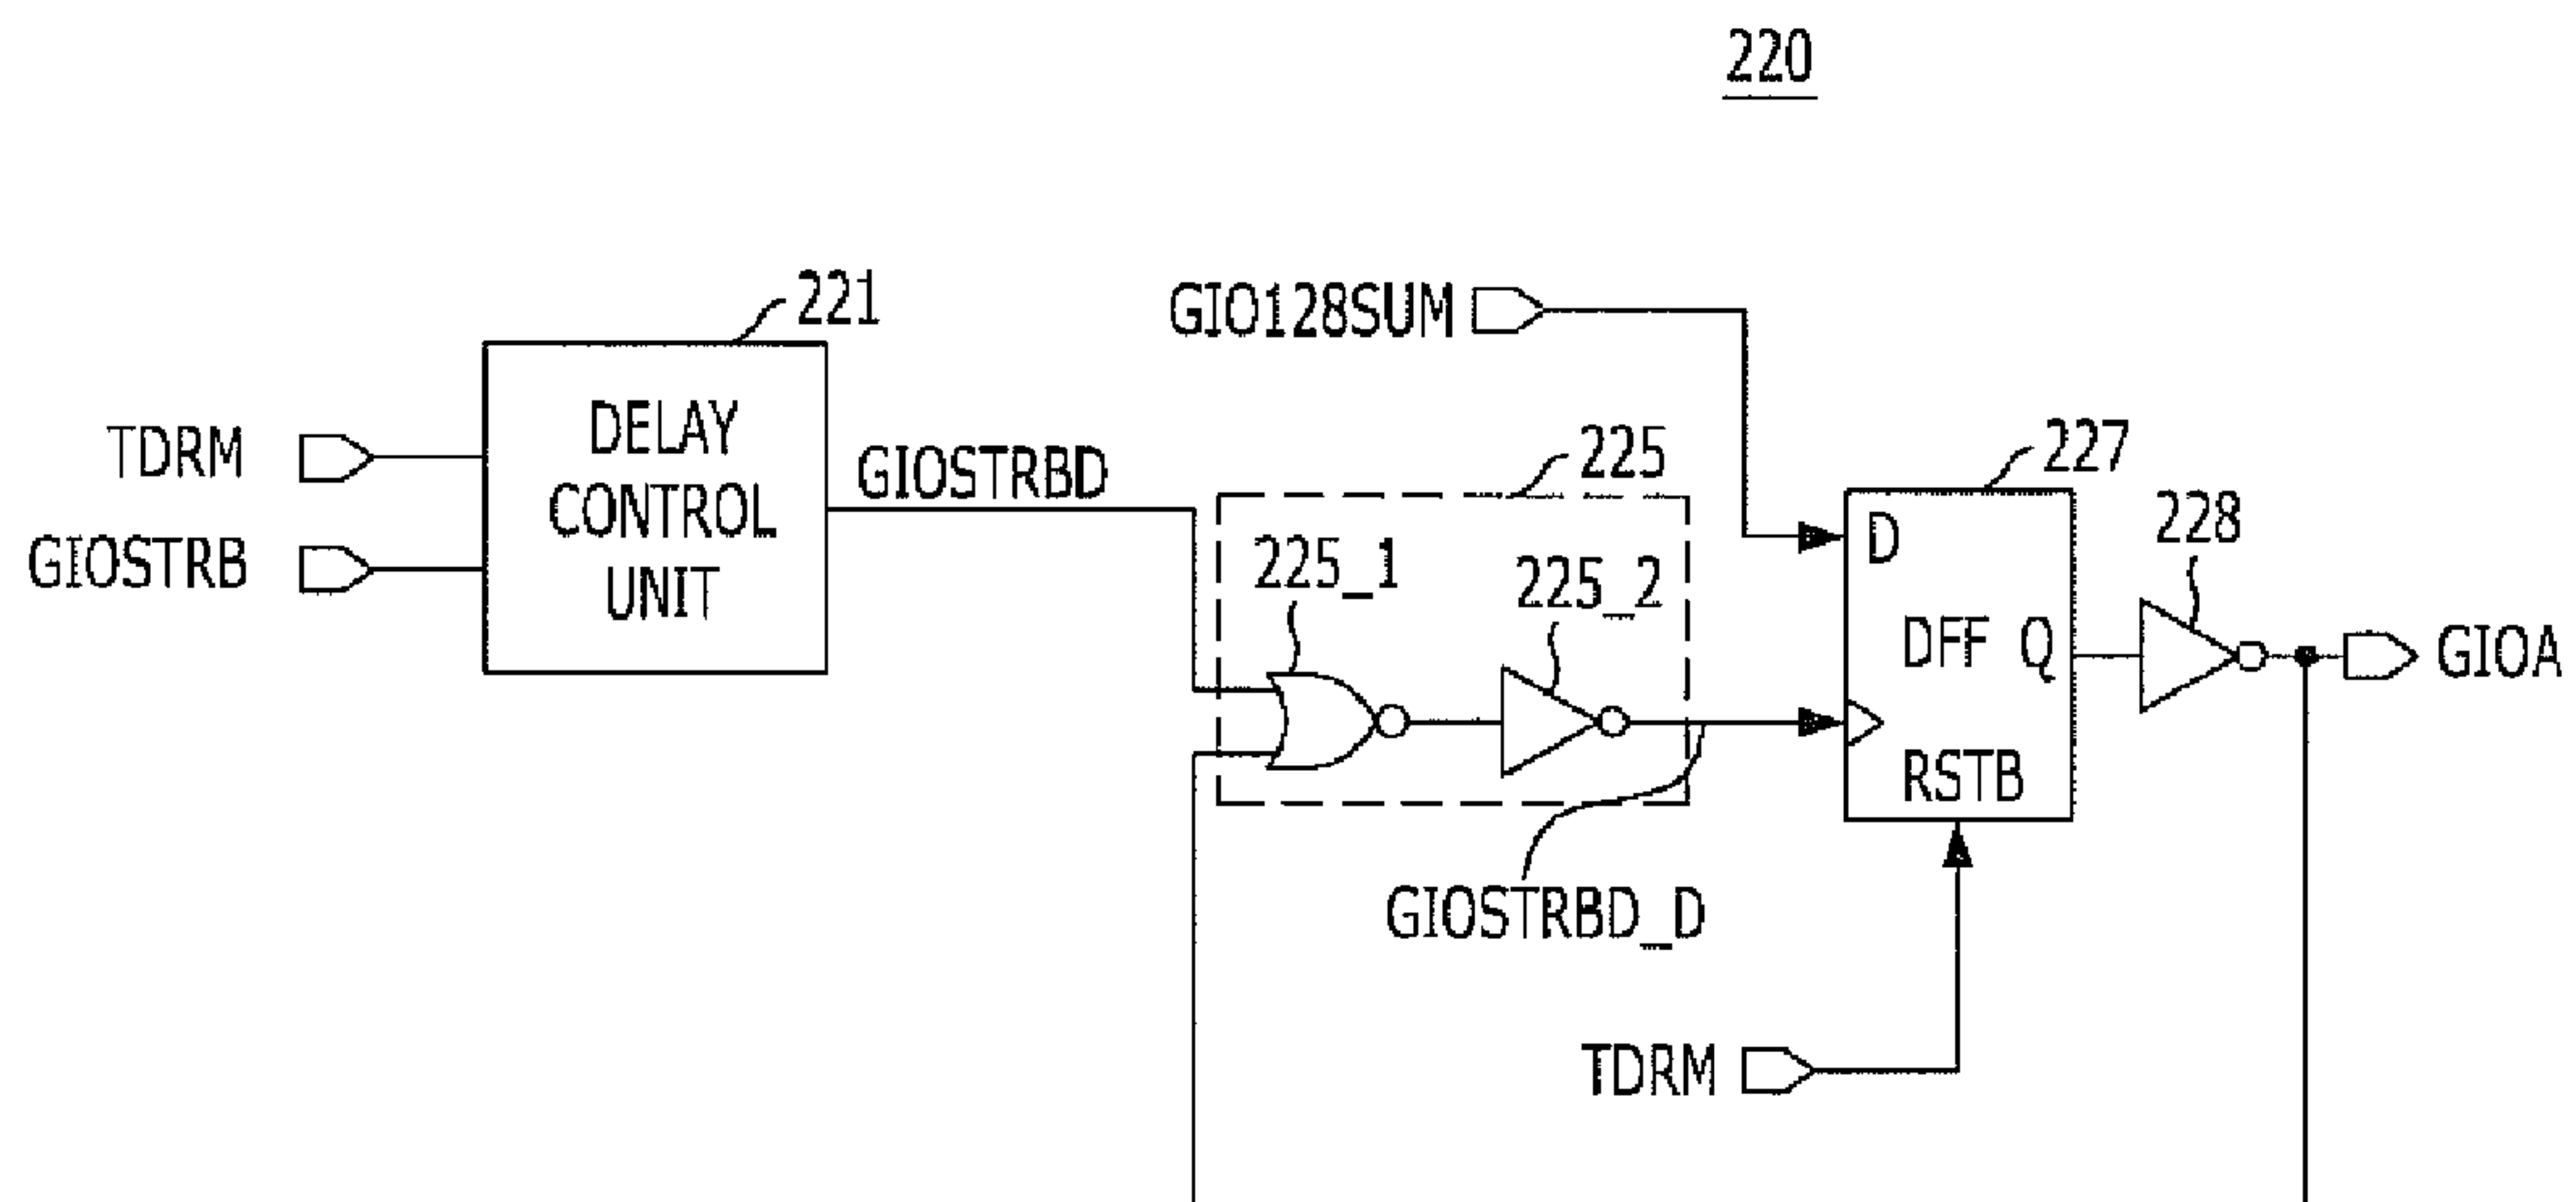 220
221
GIO128SUM
TDRM
DELAY
CONTROL
UNIT
GIOSTRBD
GIOSTRB
225
227
225_1
225_2
D
228
DFF Q
GIOA
RSTB
GIOSTRBD_D
TDRM